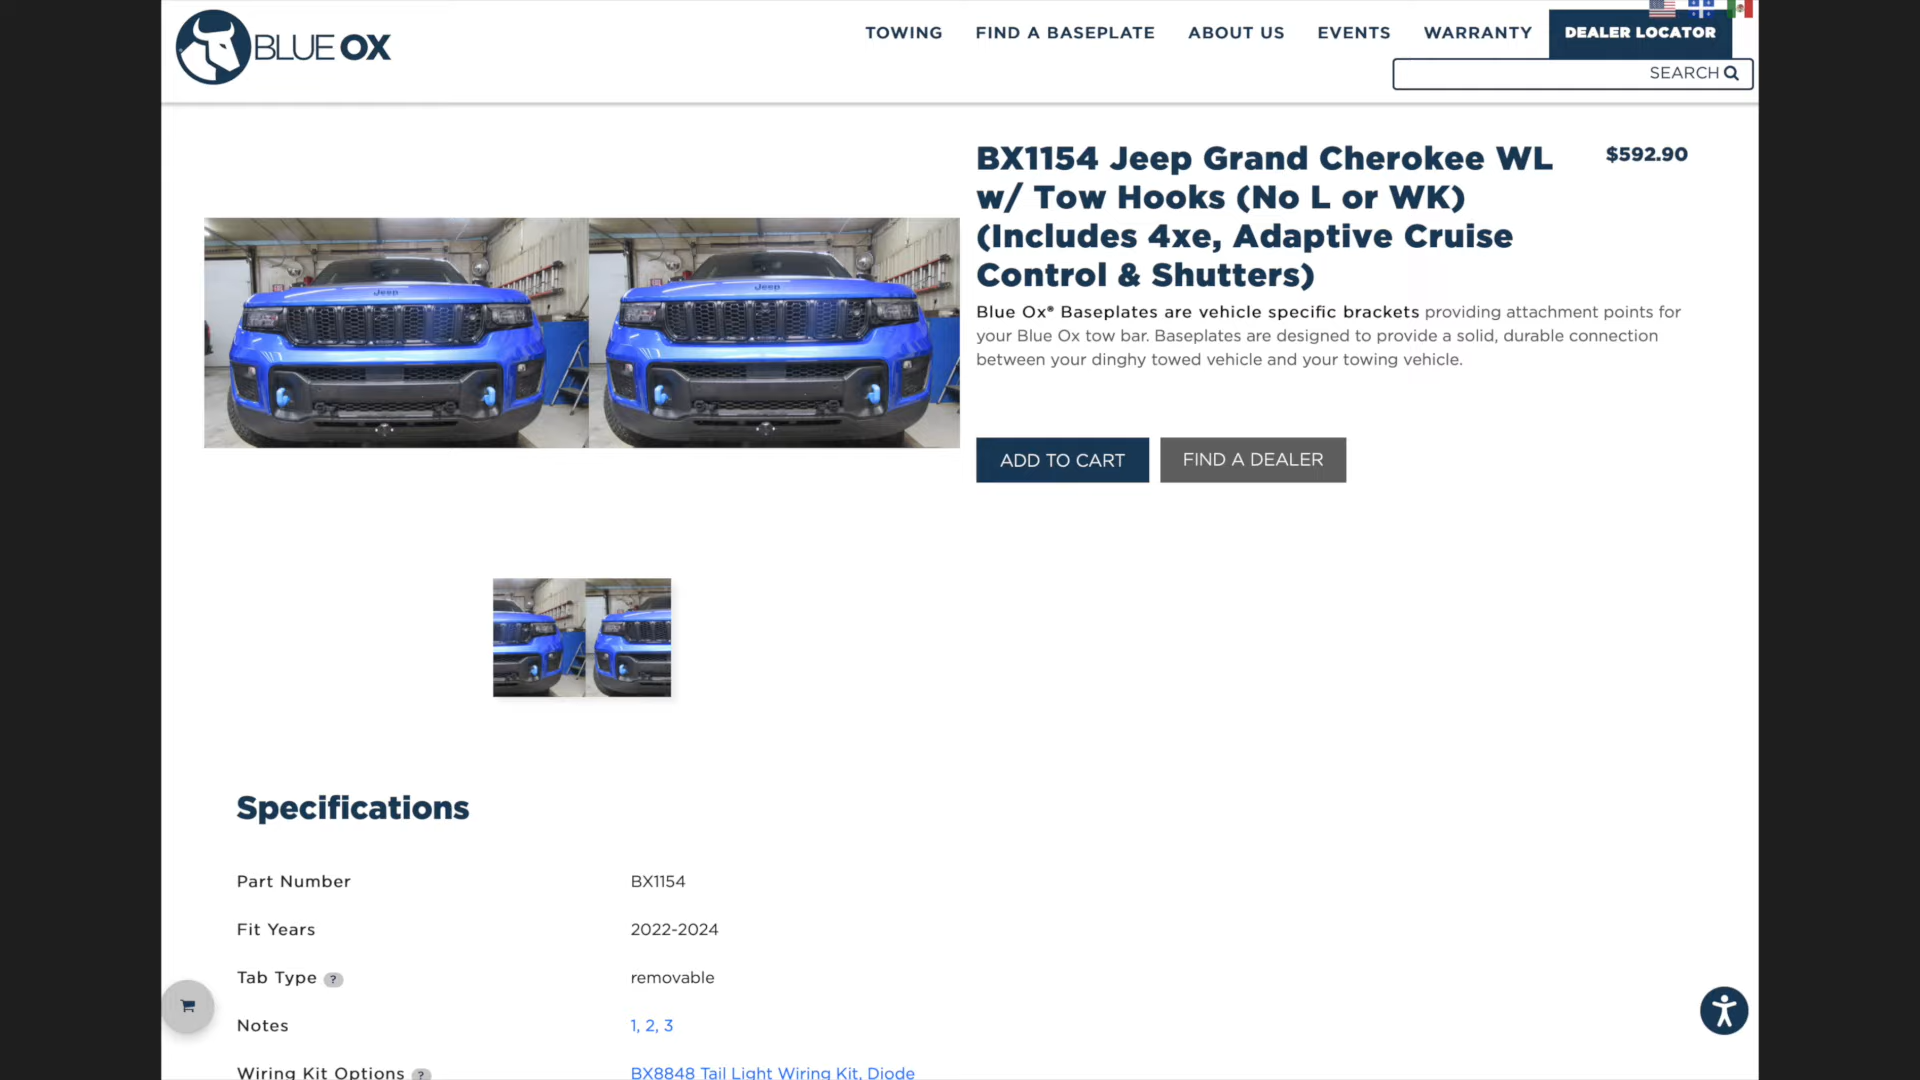 BLUE OX
TOWING FIND A BASEPLATE ABOUT US EVENTS WARRANTY DEALER LOCATOR
SEARCH
BX1154 Jeep Grand Cherokee WL
w/ Tow Hooks (No L or WK)
(Includes 4xe, Adaptive Cruise
Control & Shutters)
$592.90
Blue Ox® Baseplates are vehicle specific brackets providing attachment points for
your Blue Ox tow bar. Baseplates are designed to provide a solid, durable connection
between your dinghy towed vehicle and your towing vehicle.
ADD TO CART FIND A DEALER
Jeep Jeep
Specifications
Part Number BX1154
Fit Years 2022-2024
Tab Type ? removable
Notes 1, 2, 3
Wiring Kit Options ? BX8848 Tail Light Wiring Kit, Diode